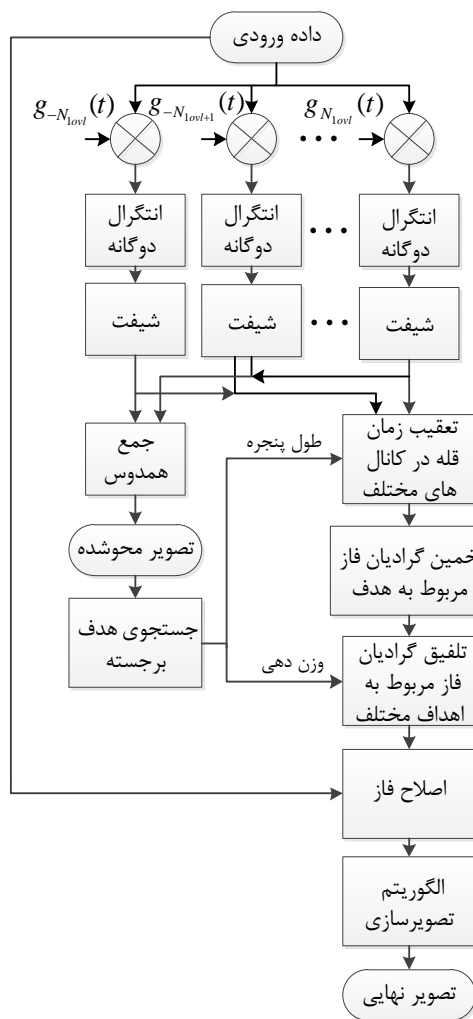 داده ورودی
g_{-N_{1ovl}}(t)
g_{-N_{1ovl+1}}(t)
g_{N_{1ovl}}(t)
انتگرال
دوگانه
انتگرال
دوگانه
انتگرال
دوگانه
شیفت
شیفت
شیفت
جمع
همدوس
طول پنجره
تعقیب زمان
قله در کانال
های مختلف
تصویر محوشده
خمین گرادیان فاز
مربوط به هدف
جستجوی هدف
برجسته
وزن دهی
تلفیق گرادیان
فاز مربوط به
اهداف مختلف
اصلاح فاز
الگوریتم
تصویرسازی
تصویر نهایی